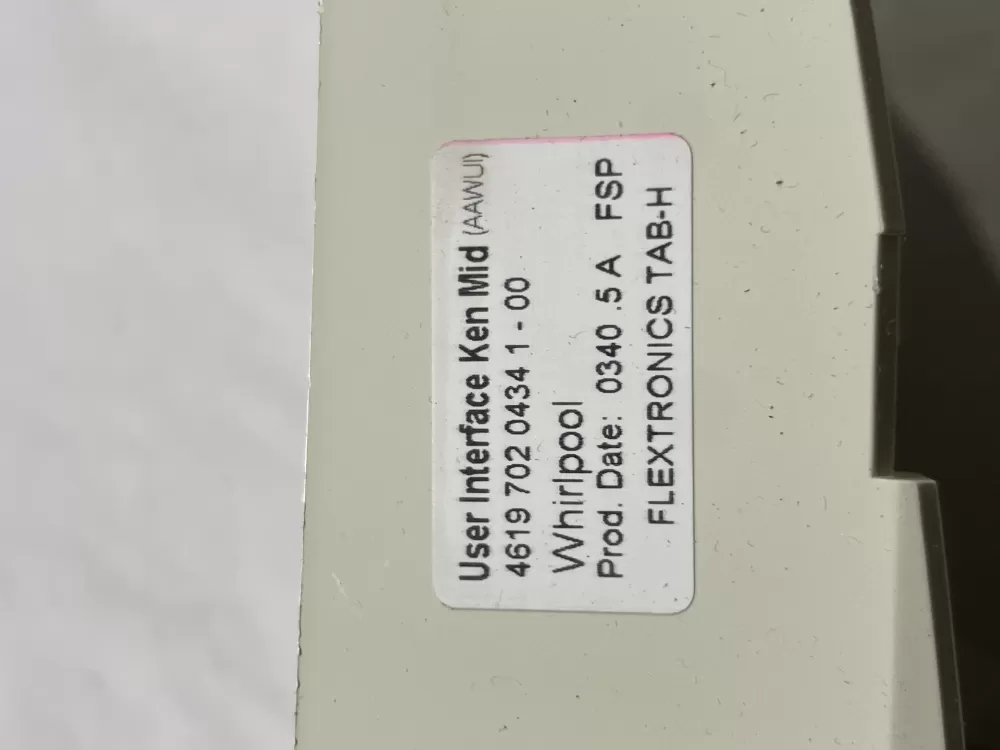 User Interface Ken Mid (AAWUI)
4619 702 0434 1 - 00
Whirlpool
Prod. Date: 0340 .5 A FSP
FLEXTRONICS TAB-H